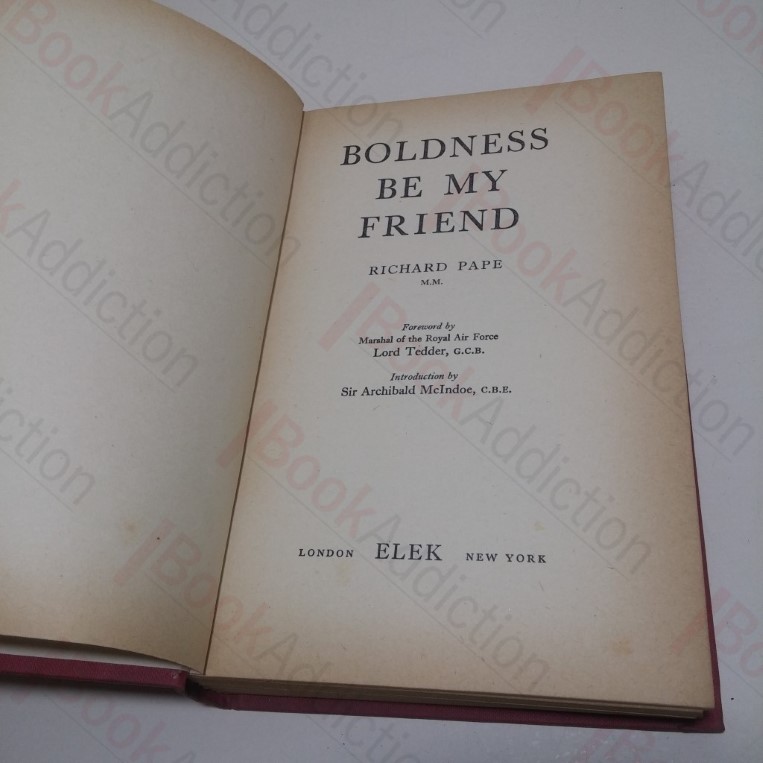 BOLDNESS
BE MY
FRIEND
RICHARD PAPE
M.M.
Foreword by
Marshal of the Royal Air Force
Lord Tedder, G.C.B.
Introduction by
Sir Archibald McIndoe, C.B.E.
LONDON ELEK NEW YORK
BookAddiction